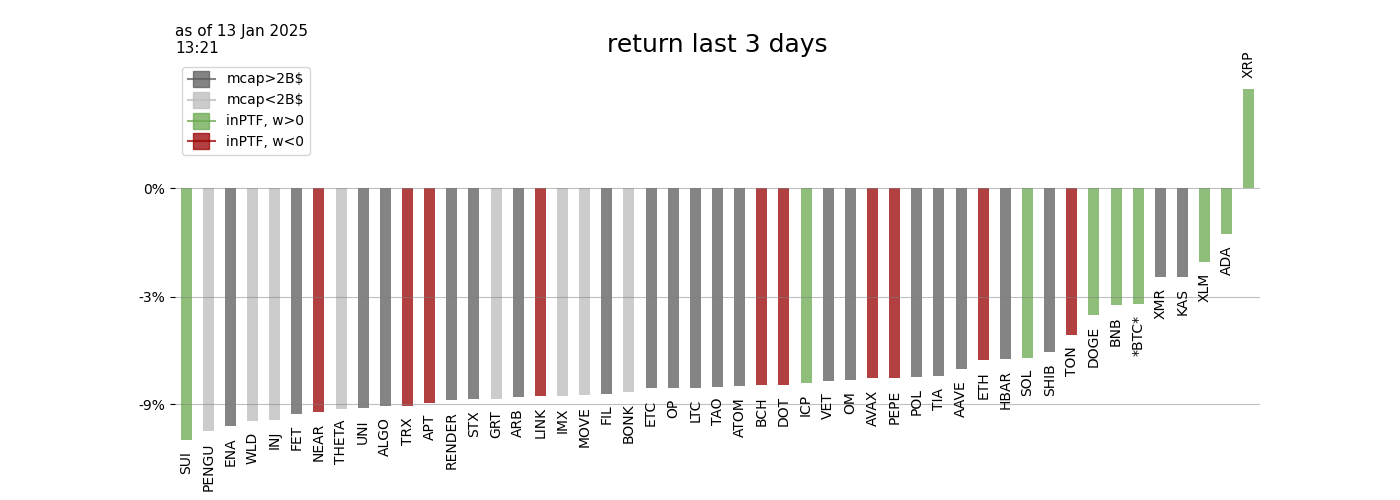 as of 13 Jan 2025
13:21
return last 3 days
mcap>2B$
mcap<2B$
inPTF, w>0
inPTF, w<0
0%
-3%
-9%
SUI
PENGU
ENA
WLD
INJ
FET
NEAR
THETA
UNI
ALGO
TRX
APT
RENDER
STX
GRT
ARB
LINK
IMX
MOVE
FIL
BONK
ETC
OP
LTC
TAO
ATOM
BCH
DOT
ICP
VET
OM
AVAX
PEPE
POL
TIA
AAVE
ETH
HBAR
SOL
SHIB
TON
DOGE
BNB
*BTC*
XMR
KAS
XLM
ADA
XRP